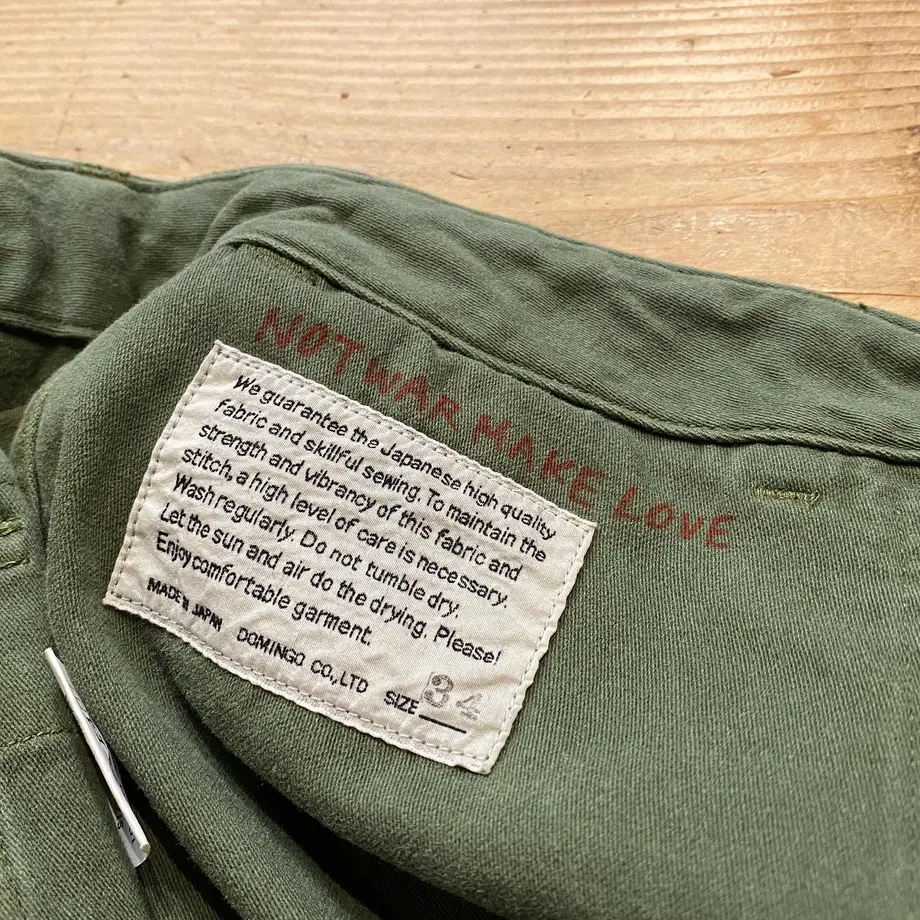 NOT WAR MAKE LOVE
We guarantee the Japanese high quality
fabric and skillful sewing. To maintain the
strength and vibrancy of this fabric and
stitch, a high level of care is necessary.
Wash regularly. Do not tumble dry.
Let the sun and air do the drying. Please!
Enjoy comfortable garment.
MADE IN JAPAN DOMINGO CO.,LTD SIZE 34